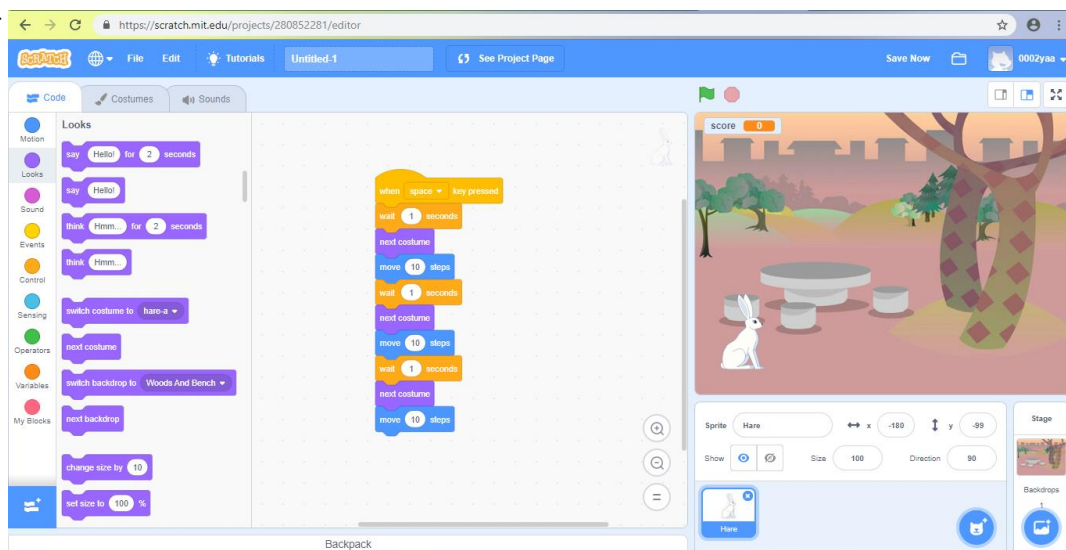 https://scratch.mit.edu/projects/280852281/editor
SCRATCH File Edit Tutorials Untitled-1 See Project Page Save Now 0002yaa
Code Costumes Sounds
Motion
Looks
Sound
Events
Control
Sensing
Operators
Variables
My Blocks
Looks
say Hello! for 2 seconds
say Hello!
think Hmm... for 2 seconds
think Hmm...
switch costume to hare-a
next costume
switch backdrop to Woods And Bench
next backdrop
change size by 10
set size to 100 %
when space key pressed
wait 1 seconds
next costume
move 10 steps
wait 1 seconds
next costume
move 10 steps
wait 1 seconds
next costume
move 10 steps
Backpack
score 0
Sprite Hare x -180 y -99
Show Size 100 Direction 90
Hare
Stage
Backdrops
1